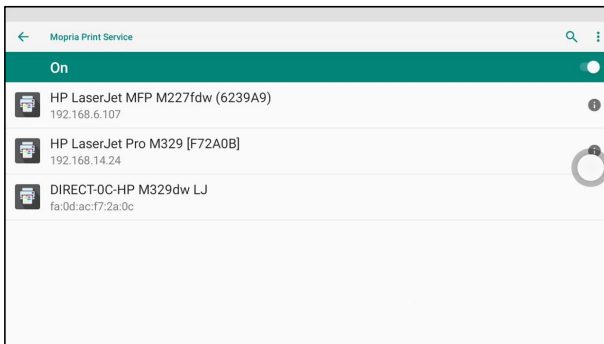 Mopria Print Service
On
HP LaserJet MFP M227fdw (6239A9)
192.168.6.107
HP LaserJet Pro M329 [F72A0B]
192.168.14.24
DIRECT-0C-HP M329dw LJ
fa:0d:ac:f7:2a:0c